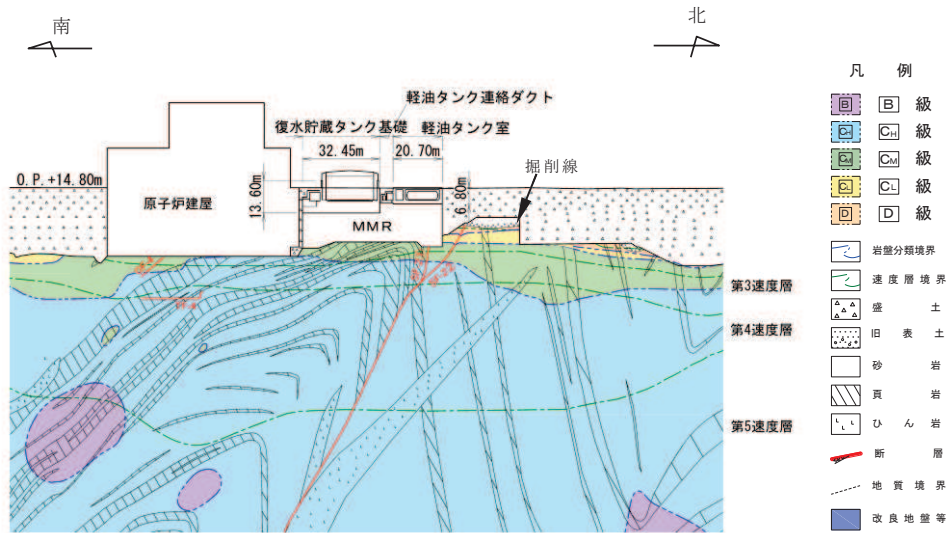 南
北
軽油タンク連絡ダクト
復水貯蔵タンク基礎
軽油タンク室
32.45m
20.70m
掘削線
O.P.+14.80m
13.60m
6.80m
原子炉建屋
MMR
第3速度層
第4速度層
第5速度層
凡 例
B B 級
CH CH 級
CM CM 級
CL CL 級
D D 級
岩盤分類境界
速度層境界
盛 土
旧 表 土
砂 岩
頁 岩
ひ ん 岩
断 層
地 質 境 界
改 良 地 盤 等